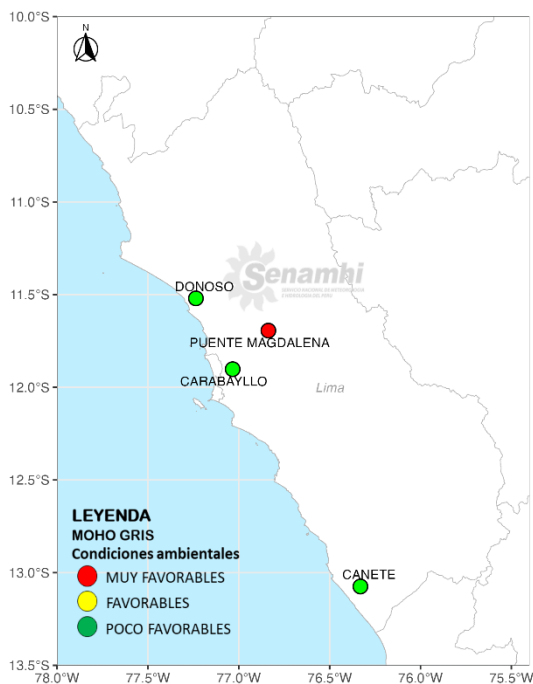 10.0°S
N
10.5°S
11.0°S
Senamhi
DONOSO
11.5°S
PUENTE MAGDALENA
CARABAYLLO
12.0°S
Lima
12.5°S
LEYENDA
MOHO GRIS
Condiciones ambientales
MUY FAVORABLES
FAVORABLES
POCO FAVORABLES
CANETE
13.0°S
13.5°S
78.0°W 77.5°W 77.0°W 76.5°W 76.0°W 75.5°W